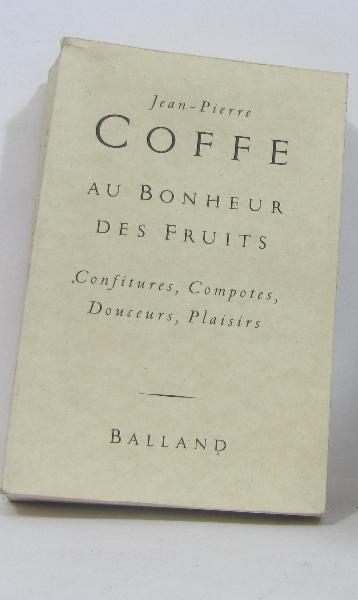 Jean-Pierre
COFFE
AU BONHEUR
DES FRUITS
Confitures, Compotes,
Douceurs, Plaisirs
BALLAND